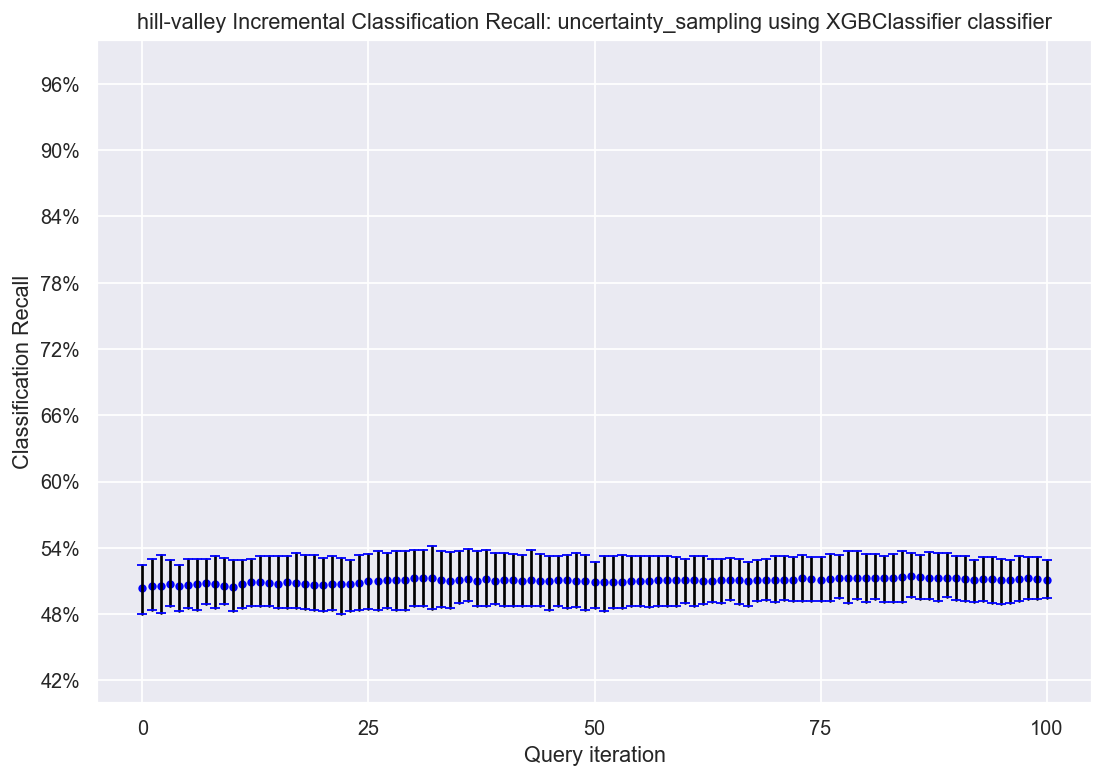 hill-valley Incremental Classification Recall: uncertainty_sampling using XGBClassifier classifier
96%
90%
84%
78%
72%
66%
60%
54%
48%
42%
Classification Recall
0 25 50 75 100
Query iteration